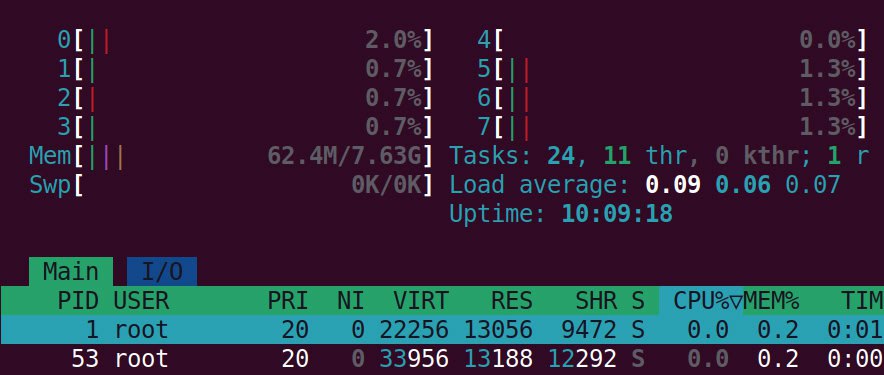 0[|| 2.0%] 4[ 0.0%]
1[| 0.7%] 5[|| 1.3%]
2[| 0.7%] 6[|| 1.3%]
3[| 0.7%] 7[|| 1.3%]
Mem[||| 62.4M/7.63G] Tasks: 24, 11 thr, 0 kthr; 1 r
Swp[ 0K/0K] Load average: 0.09 0.06 0.07
Uptime: 10:09:18
Main I/O
PID USER PRI NI VIRT RES SHR S CPU%▽MEM% TIM
1 root 20 0 22256 13056 9472 S 0.0 0.2 0:01
53 root 20 0 33956 13188 12292 S 0.0 0.2 0:00